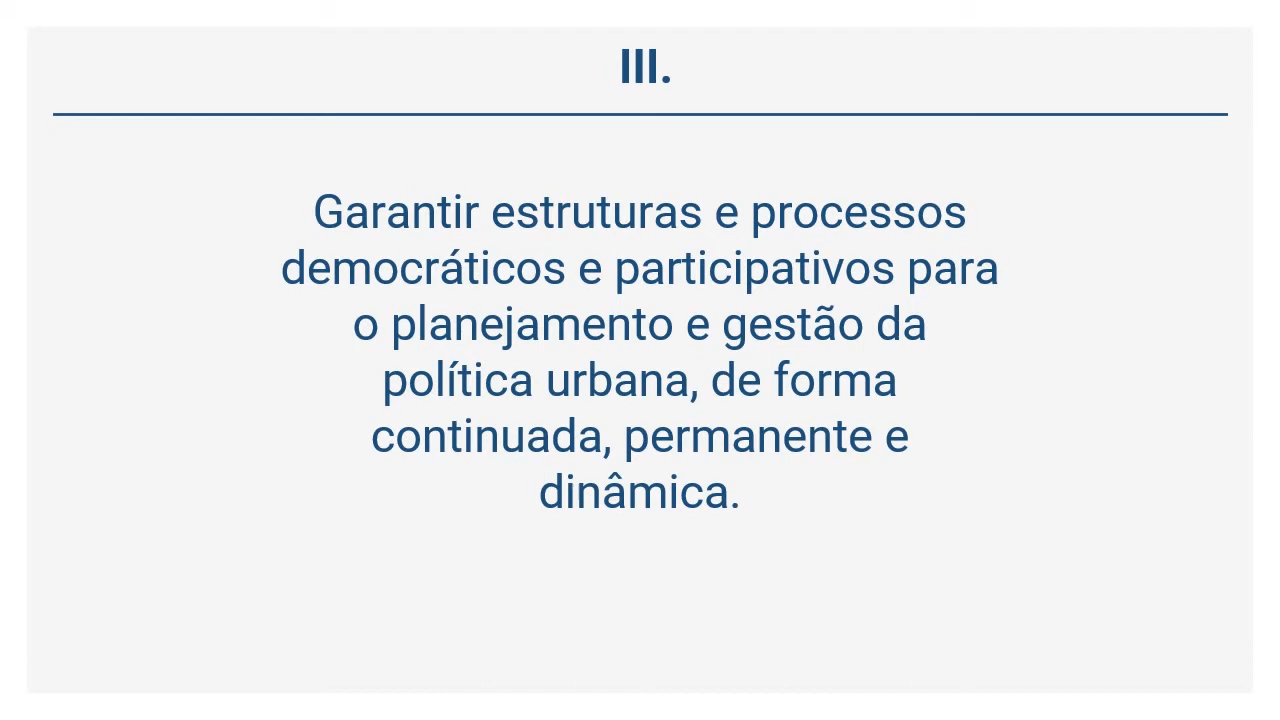 III.
Garantir estruturas e processos
democráticos e participativos para
o planejamento e gestão da
política urbana, de forma
continuada, permanente e
dinâmica.